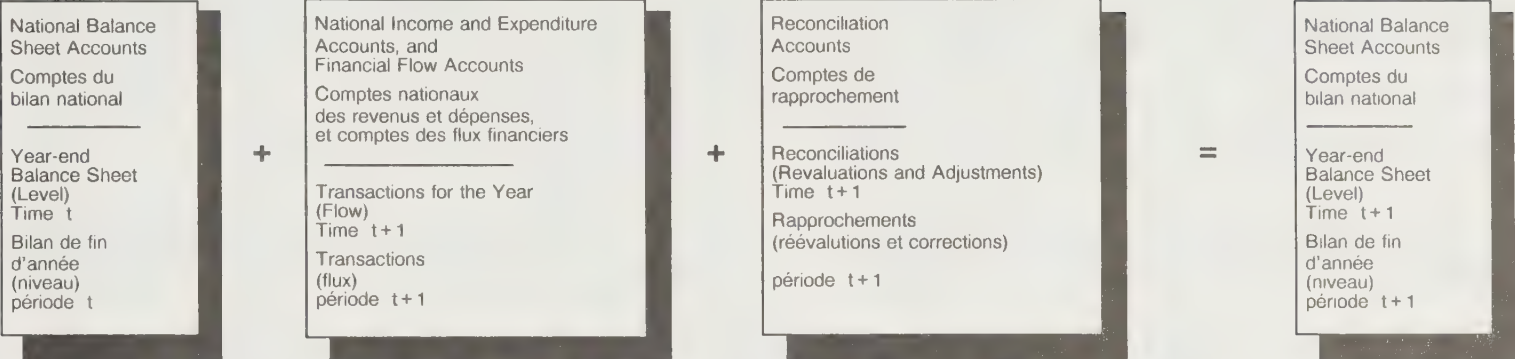 National Balance
Sheet Accounts
Comptes du
bilan national
Year-end
Balance Sheet
(Level)
Time t
Bilan de fin
d'année
(niveau)
période t
+
National Income and Expenditure
Accounts, and
Financial Flow Accounts
Comptes nationaux
des revenus et dépenses,
et comptes des flux financiers
Transactions for the Year
(Flow)
Time t+1
Transactions
(flux)
période t+1
+
Reconciliation
Accounts
Comptes de
rapprochement
Reconciliations
(Revaluations and Adjustments)
Time t+1
Rapprochements
(réévalutions et corrections)
période t+1
=
National Balance
Sheet Accounts
Comptes du
bilan national
Year-end
Balance Sheet
(Level)
Time t+1
Bilan de fin
d'année
(niveau)
période t+1